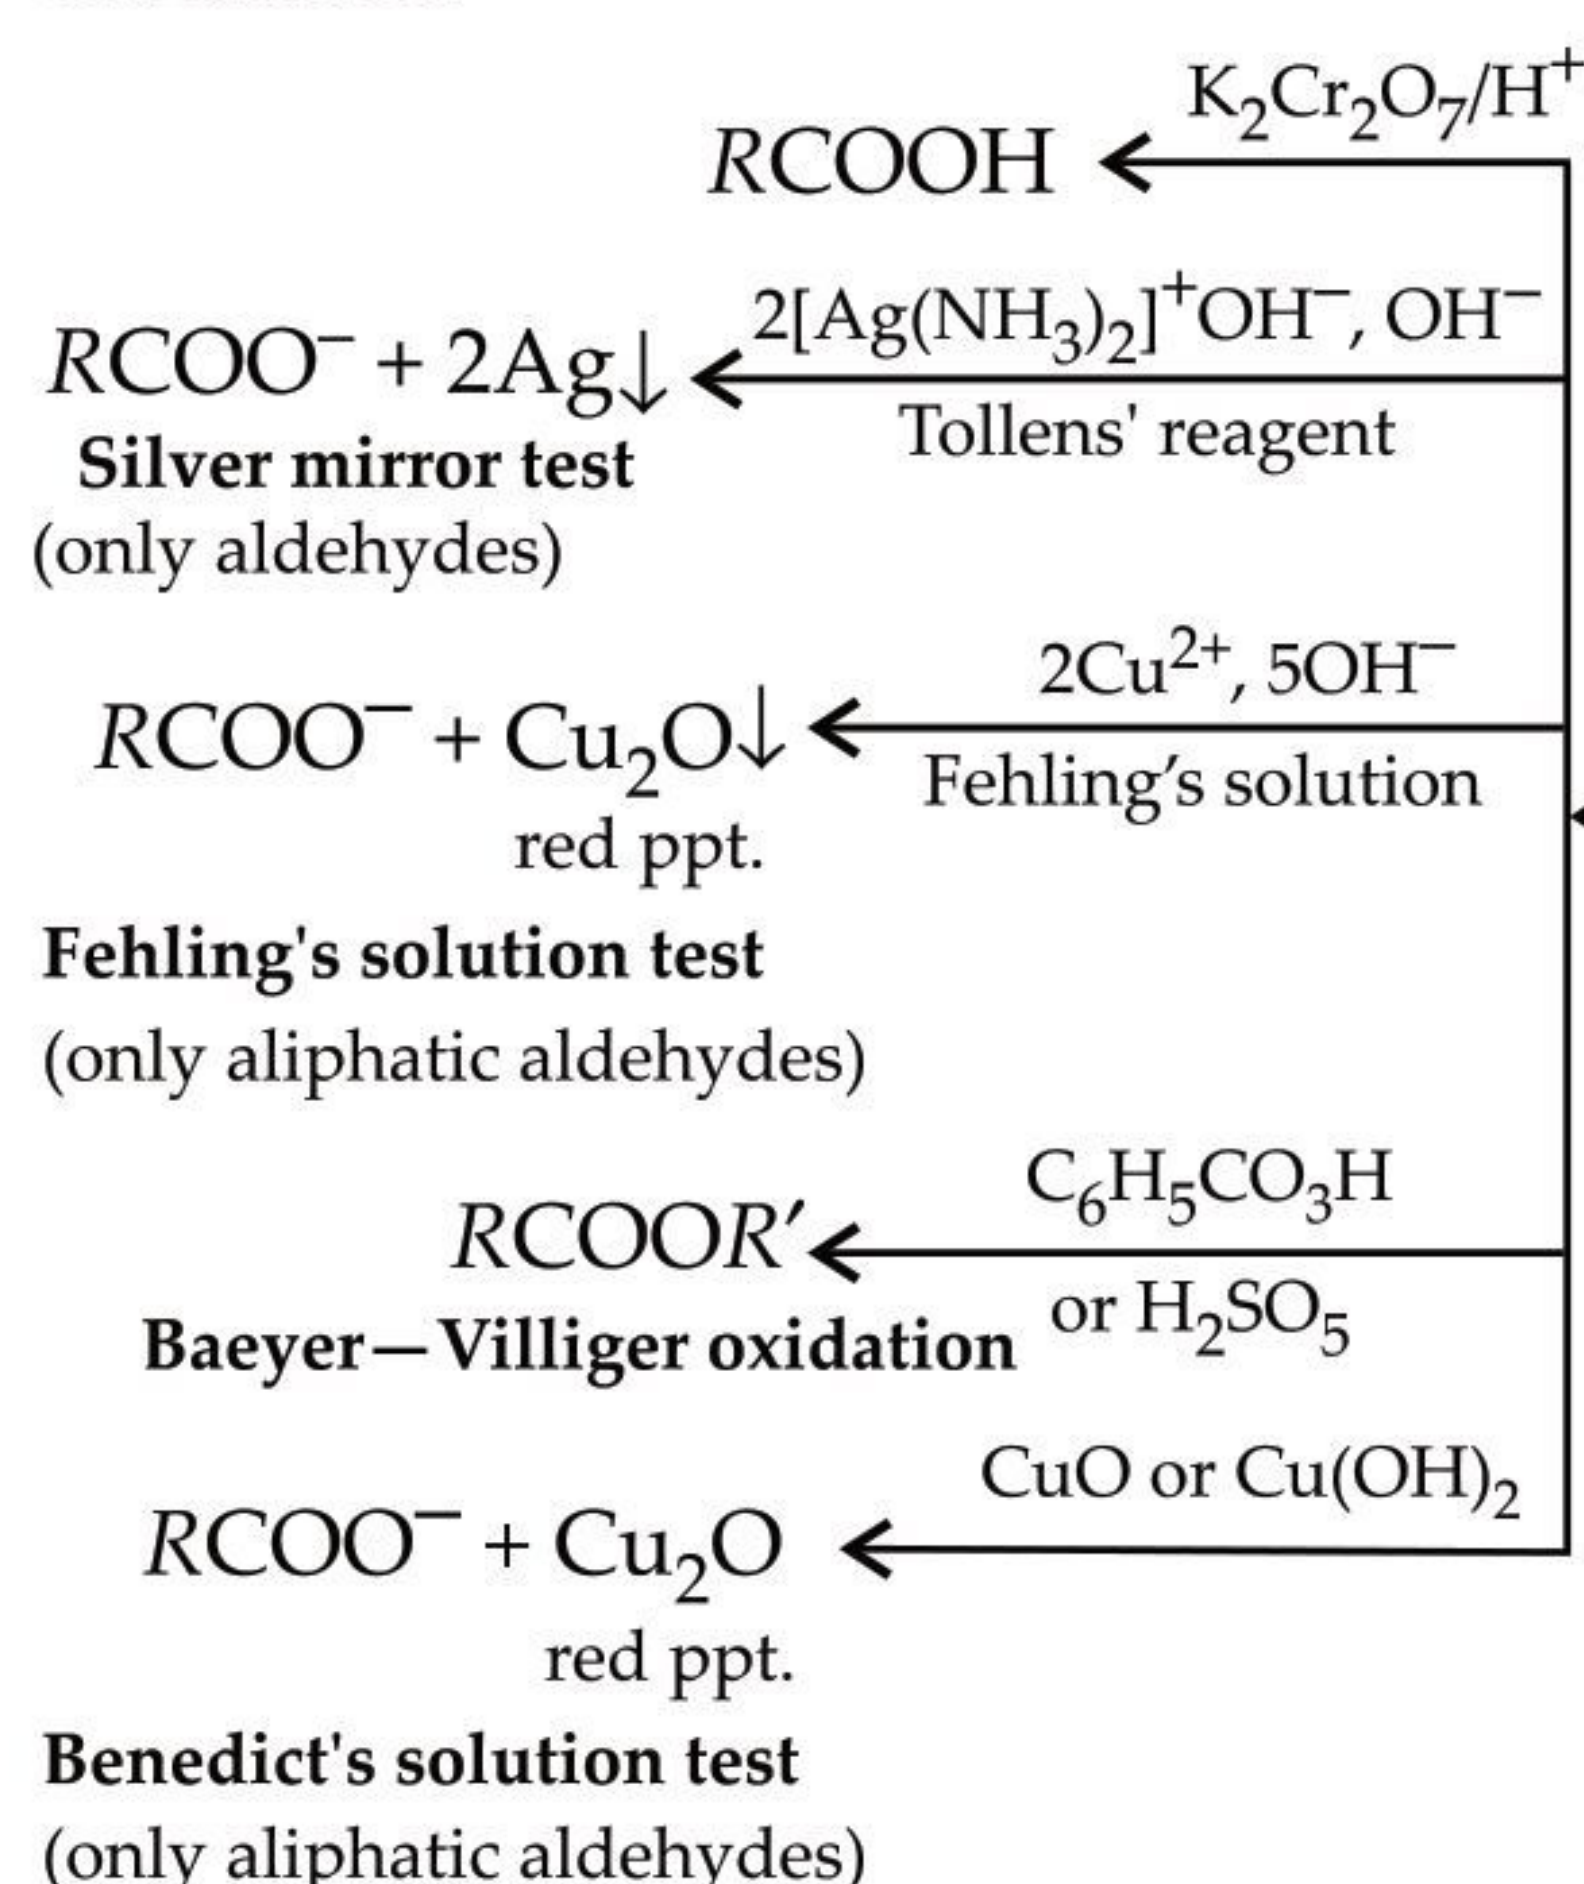 K₂Cr₂O₇/H⁺
RCOOH
2[Ag(NH₃)₂]⁺OH⁻, OH⁻
RCOO⁻ + 2Ag↓
Tollens' reagent
Silver mirror test
(only aldehydes)
2Cu²⁺, 5OH⁻
RCOO⁻ + Cu₂O↓
Fehling’s solution
red ppt.
Fehling's solution test
(only aliphatic aldehydes)
C₆H₅CO₃H
RCOOR′
or H₂SO₅
Baeyer—Villiger oxidation
CuO or Cu(OH)₂
RCOO⁻ + Cu₂O
red ppt.
Benedict's solution test
(only aliphatic aldehydes)